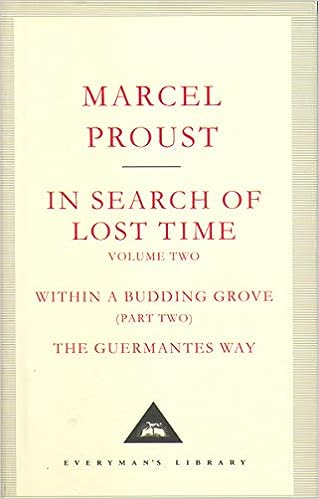 MARCEL
PROUST
IN SEARCH OF
LOST TIME
VOLUME TWO
WITHIN A BUDDING GROVE
(PART TWO)
THE GUERMANTES WAY
EVERYMAN'S LIBRARY